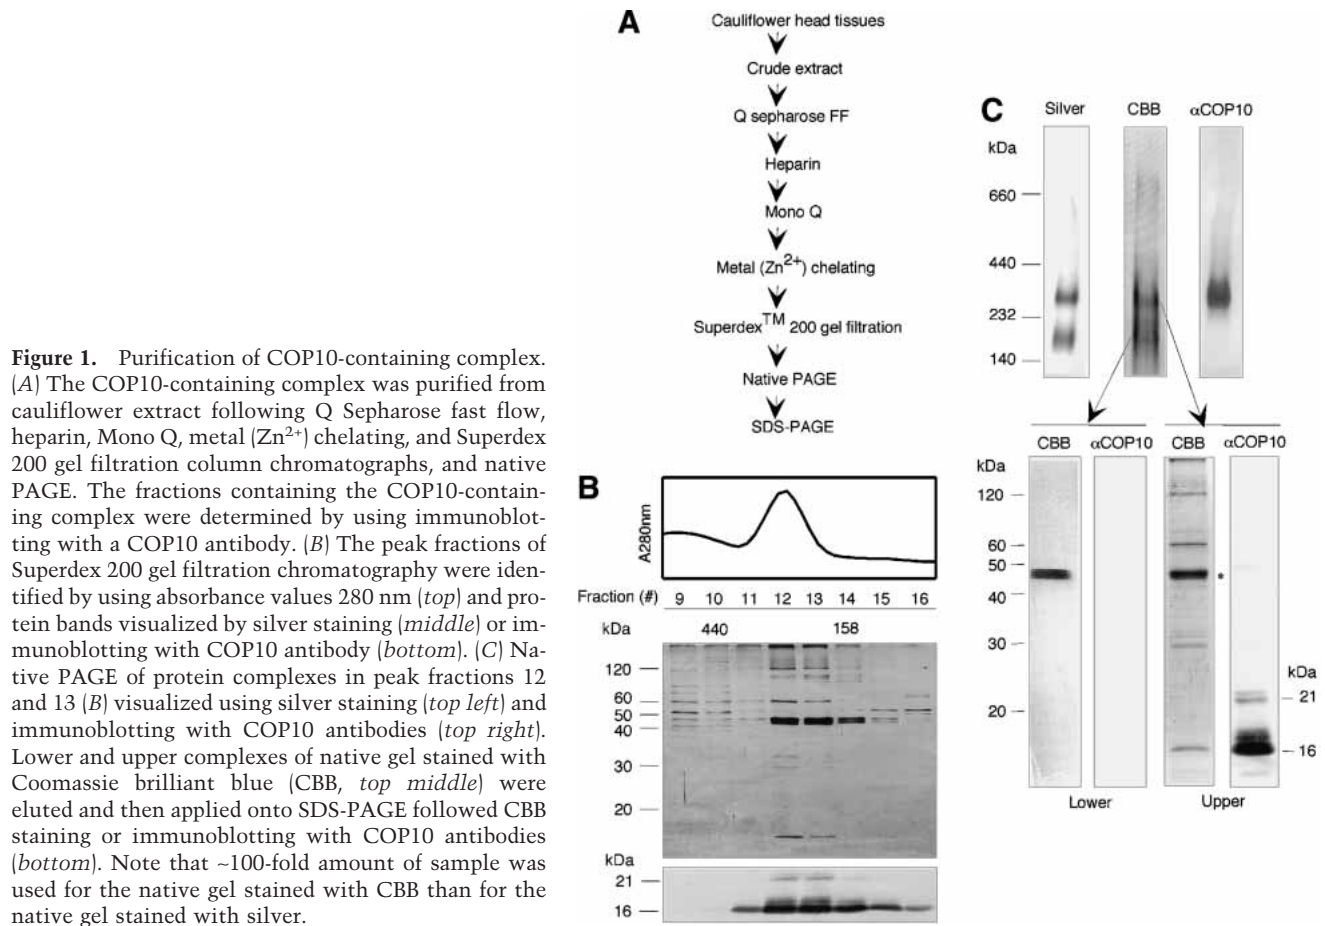 Figure 1. Purification of COP10-containing complex.
(A) The COP10-containing complex was purified from
cauliflower extract following Q Sepharose fast flow,
heparin, Mono Q, metal (Zn²⁺) chelating, and Superdex
200 gel filtration column chromatographs, and native
PAGE. The fractions containing the COP10-contain-
ing complex were determined by using immunoblot-
ting with a COP10 antibody. (B) The peak fractions of
Superdex 200 gel filtration chromatography were iden-
tified by using absorbance values 280 nm (top) and pro-
tein bands visualized by silver staining (middle) or im-
munoblotting with COP10 antibody (bottom). (C) Na-
tive PAGE of protein complexes in peak fractions 12
and 13 (B) visualized using silver staining (top left) and
immunoblotting with COP10 antibodies (top right).
Lower and upper complexes of native gel stained with
Coomassie brilliant blue (CBB, top middle) were
eluted and then applied onto SDS-PAGE followed CBB
staining or immunoblotting with COP10 antibodies
(bottom). Note that ~100-fold amount of sample was
used for the native gel stained with CBB than for the
native gel stained with silver.
A
Cauliflower head tissues
Crude extract
Q sepharose FF
Heparin
Mono Q
Metal (Zn²⁺) chelating
Superdex™ 200 gel filtration
Native PAGE
SDS-PAGE
B
A280nm
Fraction (#) 9 10 11 12 13 14 15 16
kDa 440 158
120
60
50
40
30
20
kDa
21
16
C
Silver CBB αCOP10
kDa
660
440
232
140
CBB αCOP10 CBB αCOP10
kDa
120
60
50
40
30
20
*
kDa
21
16
Lower Upper